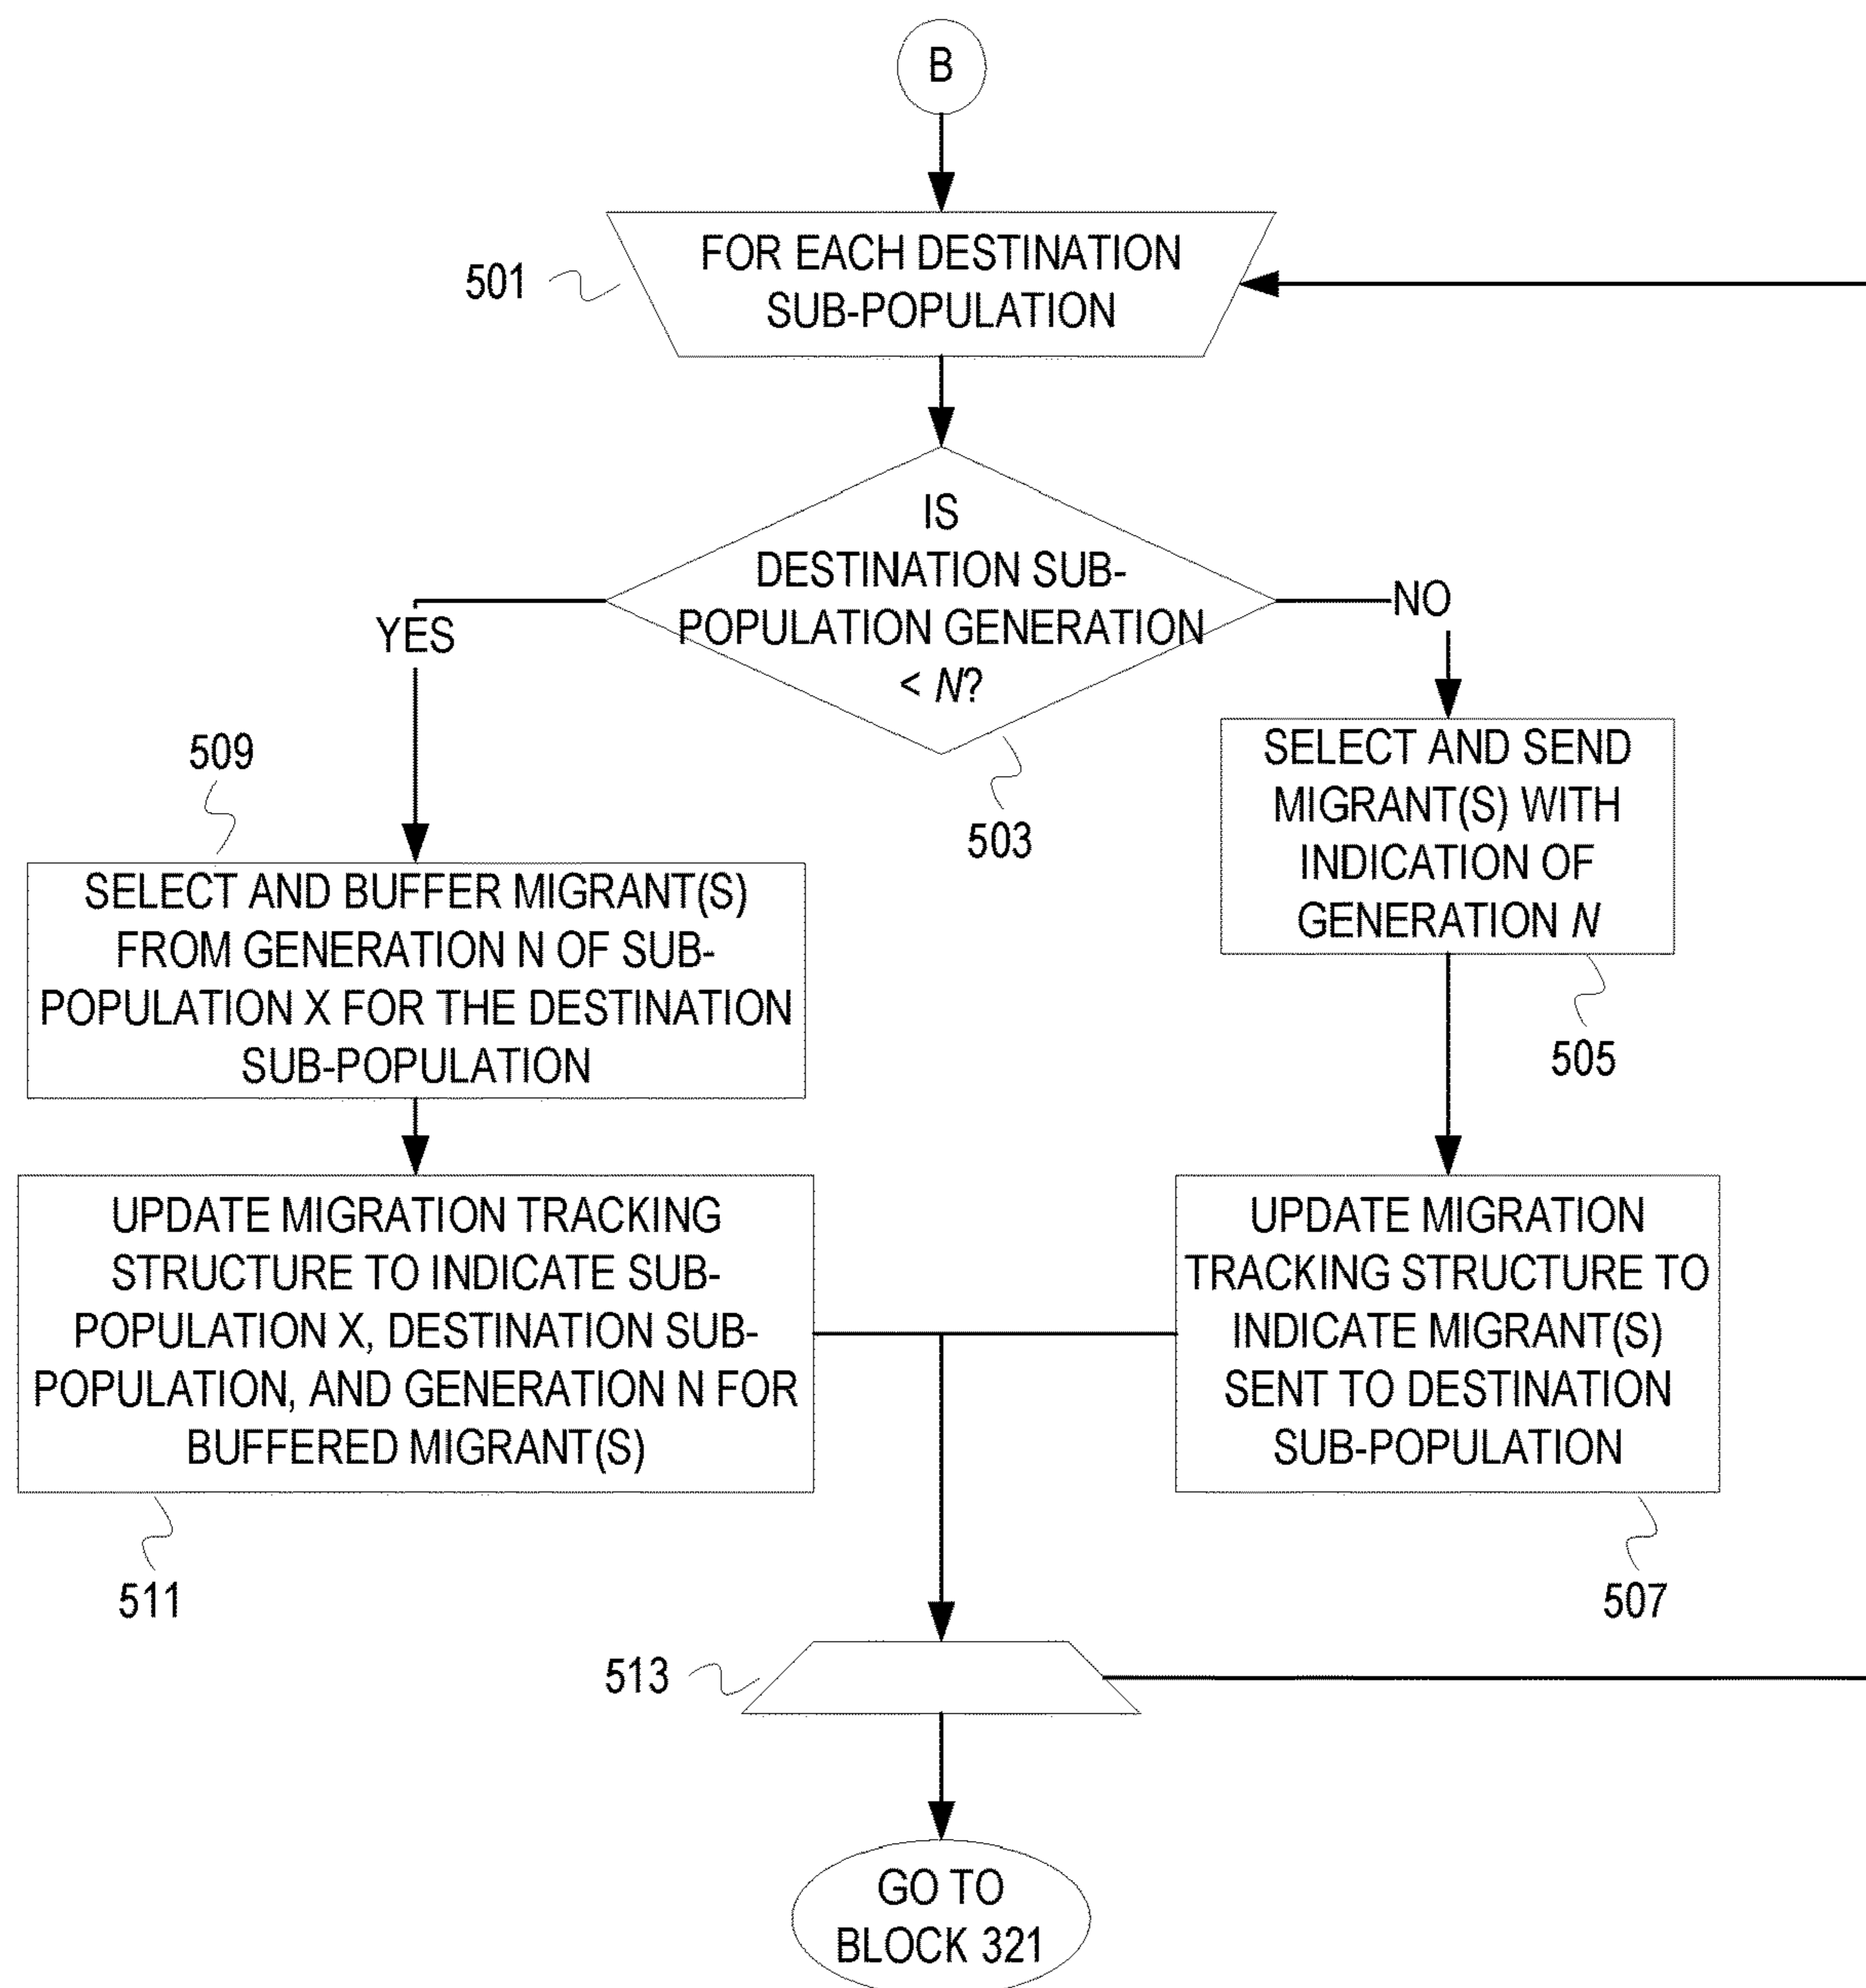 B
FOR EACH DESTINATION
SUB-POPULATION
501
IS
DESTINATION SUB-
POPULATION GENERATION
< N?
YES
NO
503
509
SELECT AND BUFFER MIGRANT(S)
FROM GENERATION N OF SUB-
POPULATION X FOR THE DESTINATION
SUB-POPULATION
SELECT AND SEND
MIGRANT(S) WITH
INDICATION OF
GENERATION N
505
UPDATE MIGRATION TRACKING
STRUCTURE TO INDICATE SUB-
POPULATION X, DESTINATION SUB-
POPULATION, AND GENERATION N FOR
BUFFERED MIGRANT(S)
511
UPDATE MIGRATION
TRACKING STRUCTURE TO
INDICATE MIGRANT(S)
SENT TO DESTINATION
SUB-POPULATION
507
513
GO TO
BLOCK 321